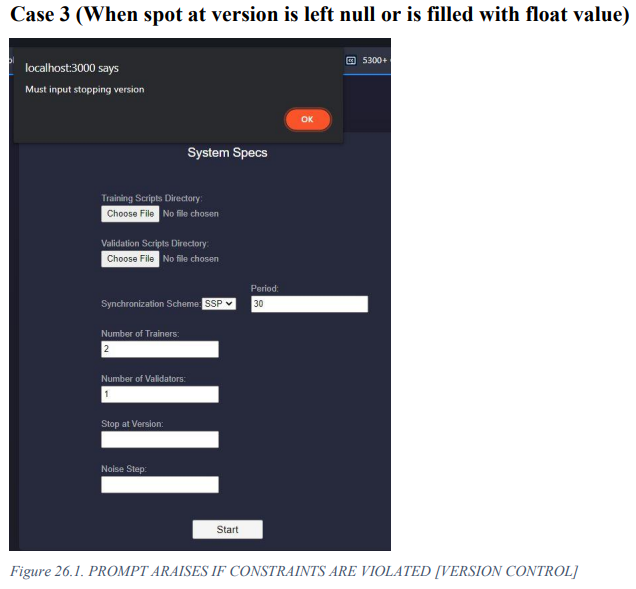 Case 3 (When spot at version is left null or is filled with float value)
5300+
localhost:3000 says
Must input stopping version
OK
System Specs
Training Scripts Directory:
Choose File No file chosen
Validation Scripts Directory:
Choose File No file chosen
Period:
Synchronization Scheme: SSP 30
Number of Trainers:
2
Number of Validators:
1
Stop at Version:
Noise Step:
Start
Figure 26.1. PROMPT ARAISES IF CONSTRAINTS ARE VIOLATED [VERSION CONTROL]